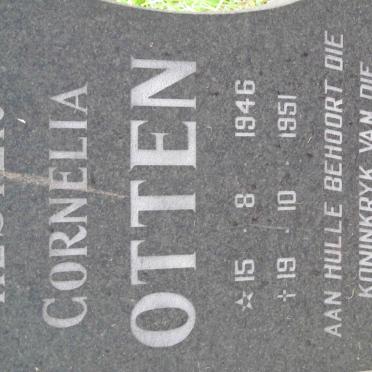 CORNELIA
OTTEN
☆ 15 . 8 . 1946
✝ 19 . 10 . 1951
AAN HULLE BEHOORT DIE
KONINKRYK VAN DIE